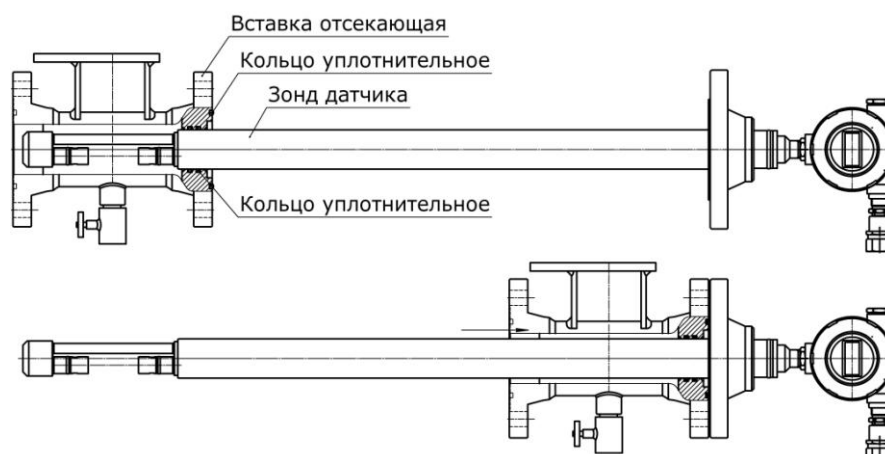 Вставка отсекающая
Кольцо уплотнительное
Зонд датчика
Кольцо уплотнительное